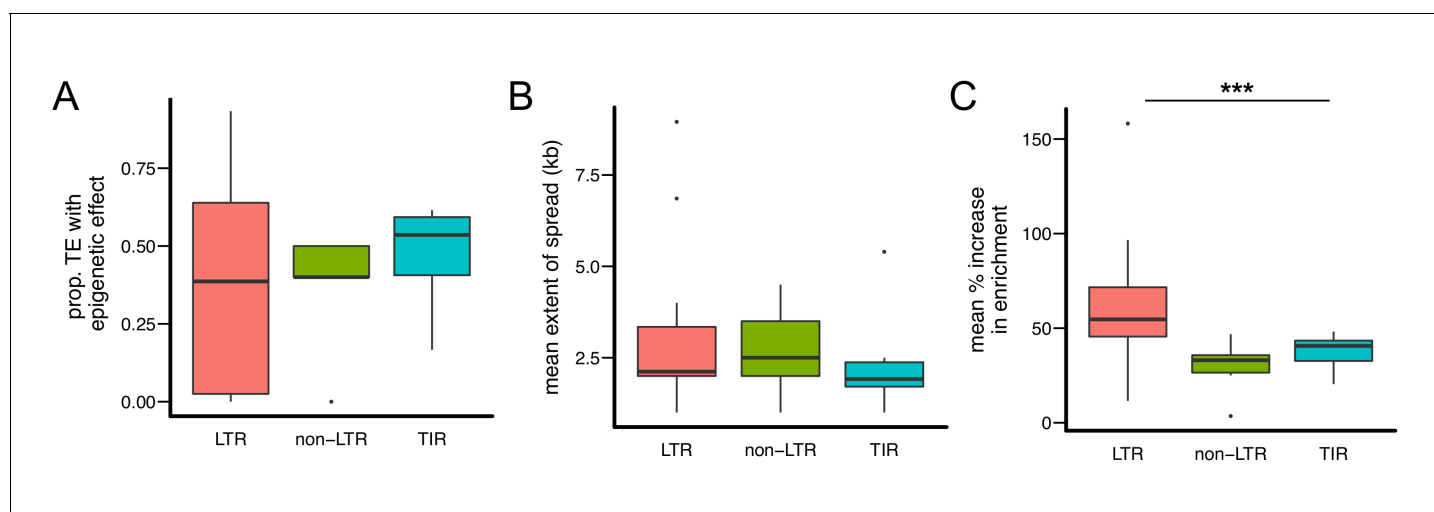 A
prop. TE with
epigenetic effect
0.75
0.50
0.25
0.00
LTR
non−LTR
TIR
B
mean extent of spread (kb)
7.5
5.0
2.5
LTR
non−LTR
TIR
C
***
mean % increase
in enrichment
150
100
50
0
LTR
non−LTR
TIR